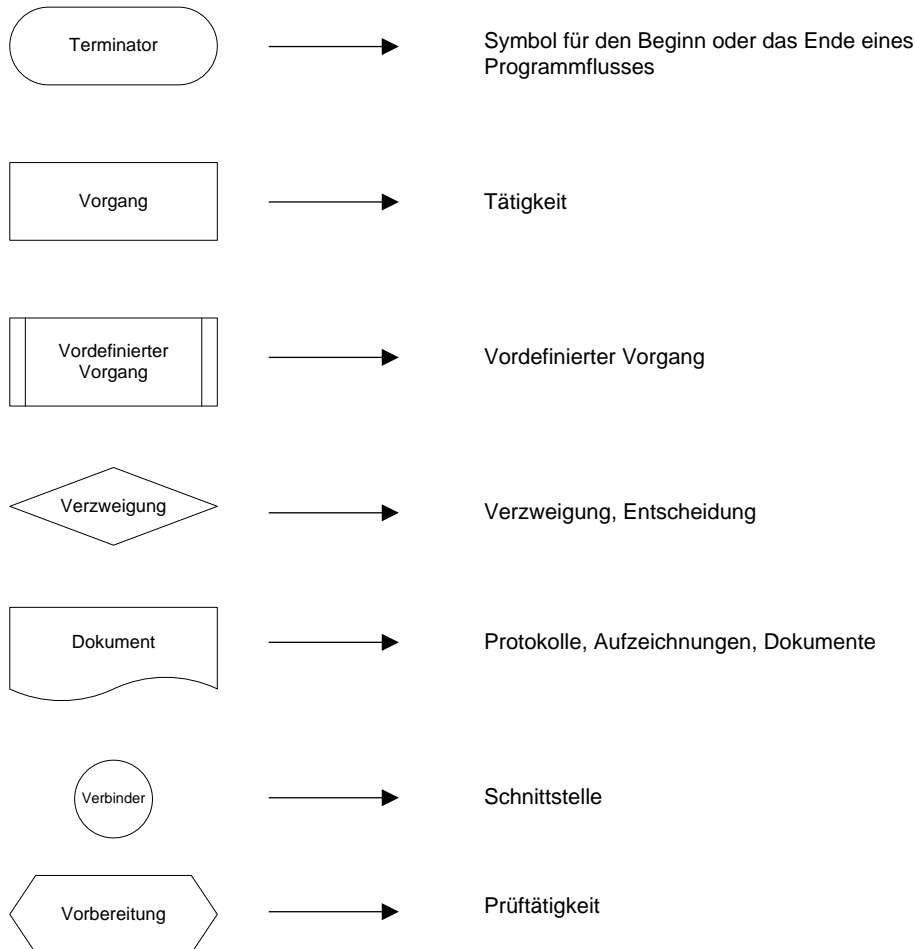 Terminator
Symbol für den Beginn oder das Ende eines
Programmflusses
Vorgang
Tätigkeit
Vordefinierter
Vorgang
Vordefinierter Vorgang
Verzweigung
Verzweigung, Entscheidung
Dokument
Protokolle, Aufzeichnungen, Dokumente
Verbinder
Schnittstelle
Vorbereitung
Prüftätigkeit